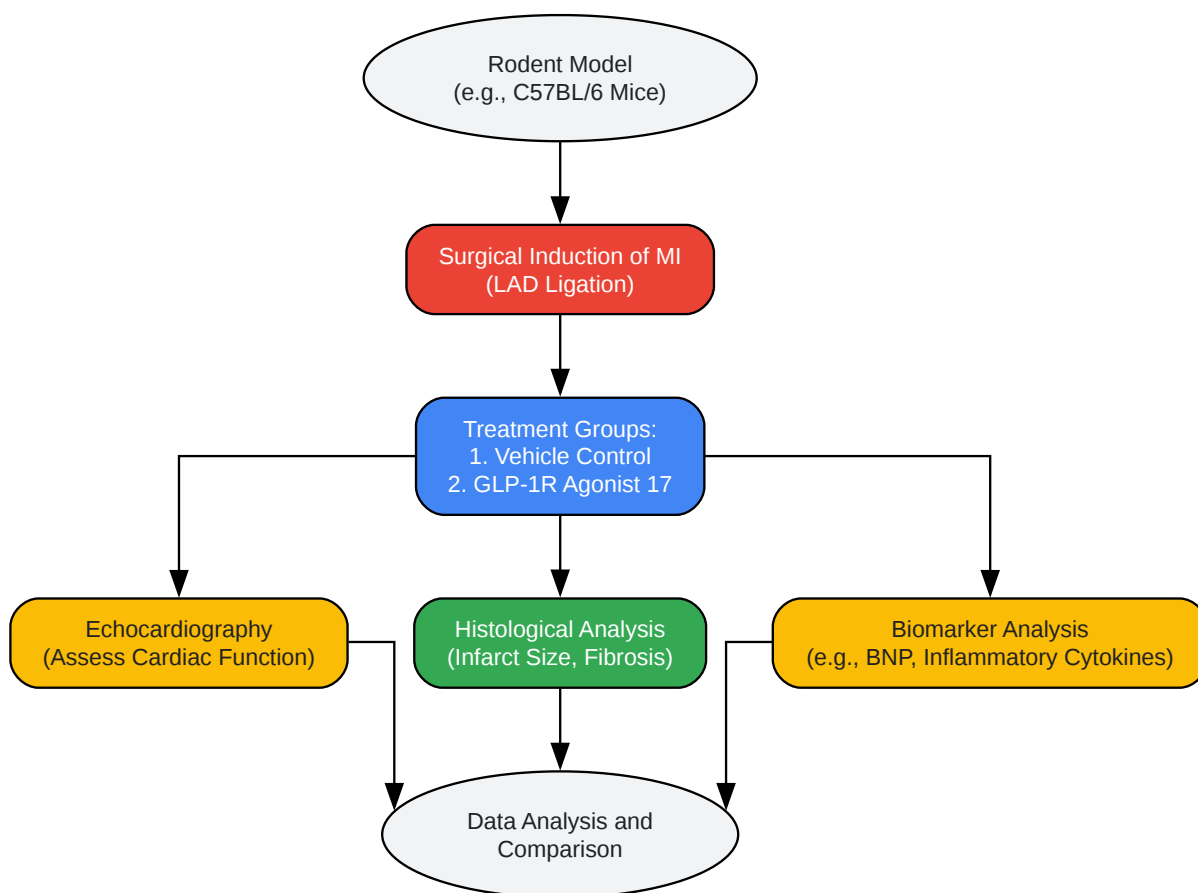 Rodent Model
(e.g., C57BL/6 Mice)
Surgical Induction of MI
(LAD Ligation)
Treatment Groups:
1. Vehicle Control
2. GLP-1R Agonist 17
Echocardiography
(Assess Cardiac Function)
Histological Analysis
(Infarct Size, Fibrosis)
Biomarker Analysis
(e.g., BNP, Inflammatory Cytokines)
Data Analysis and
Comparison